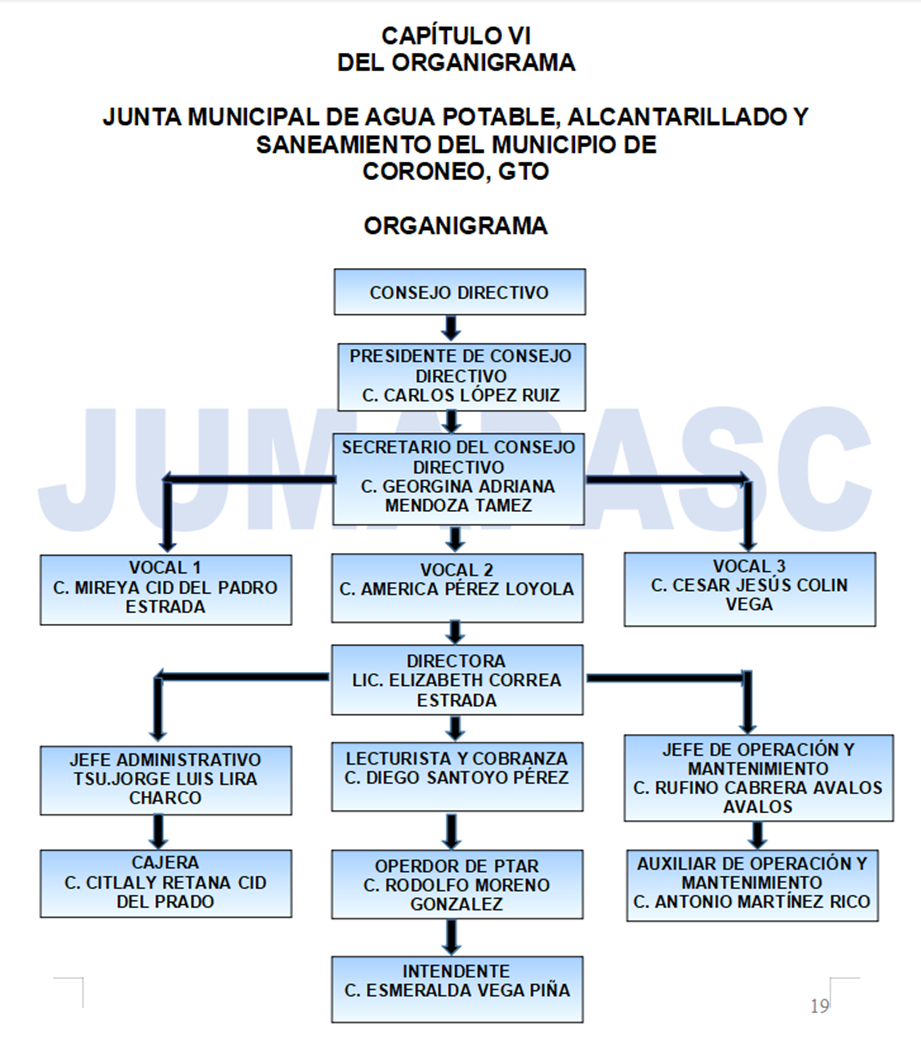 CAPÍTULO VI
DEL ORGANIGRAMA
JUNTA MUNICIPAL DE AGUA POTABLE, ALCANTARILLADO Y
SANEAMIENTO DEL MUNICIPIO DE
CORONEO, GTO
ORGANIGRAMA
CONSEJO DIRECTIVO
PRESIDENTE DE CONSEJO
DIRECTIVO
C. CARLOS LÓPEZ RUIZ
JUMAPASC
SECRETARIO DEL CONSEJO
DIRECTIVO
C. GEORGINA ADRIANA
MENDOZA TAMEZ
VOCAL 1
C. MIREYA CID DEL PADRO
ESTRADA
VOCAL 2
C. AMERICA PÉREZ LOYOLA
VOCAL 3
C. CESAR JESÚS COLIN
VEGA
DIRECTORA
LIC. ELIZABETH CORREA
ESTRADA
JEFE ADMINISTRATIVO
TSU.JORGE LUIS LIRA
CHARCO
LECTURISTA Y COBRANZA
C. DIEGO SANTOYO PÉREZ
JEFE DE OPERACIÓN Y
MANTENIMIENTO
C. RUFINO CABRERA AVALOS
AVALOS
CAJERA
C. CITLALY RETANA CID
DEL PRADO
OPERDOR DE PTAR
C. RODOLFO MORENO
GONZALEZ
AUXILIAR DE OPERACIÓN Y
MANTENIMIENTO
C. ANTONIO MARTÍNEZ RICO
INTENDENTE
C. ESMERALDA VEGA PIÑA
19